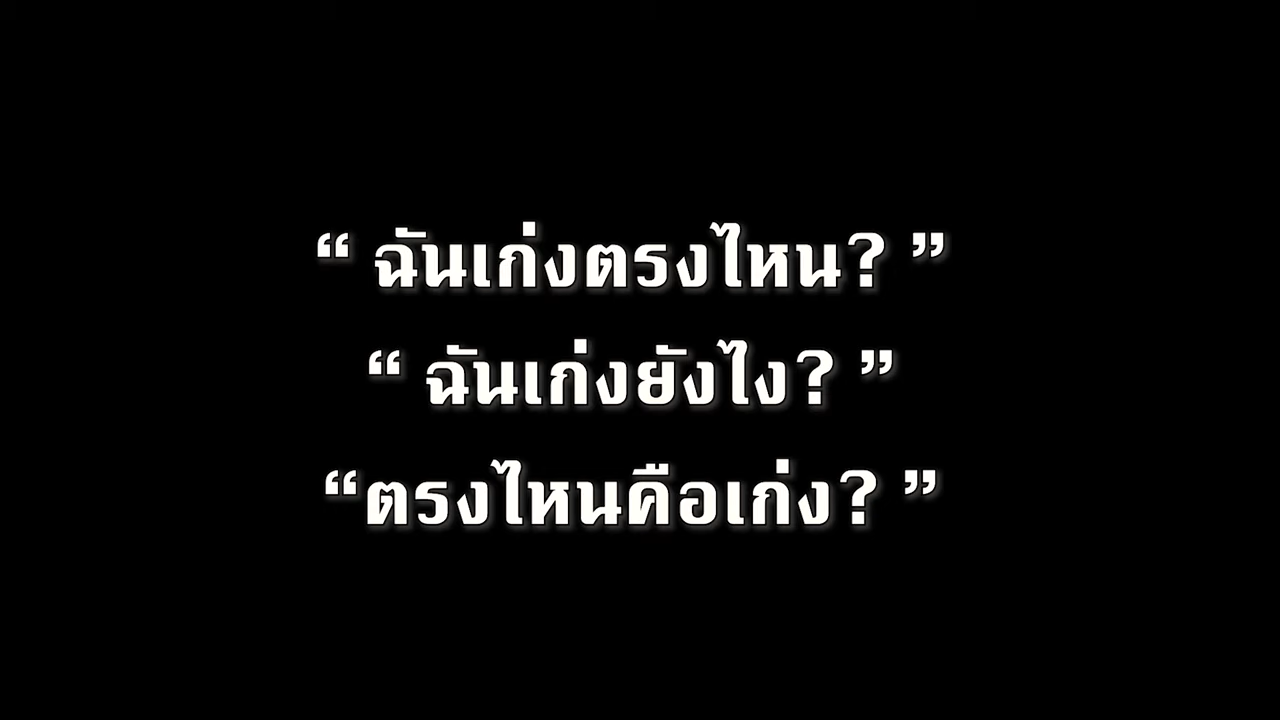 “ ฉันเก่งตรงไหน? ”
“ ฉันเก่งยังไง? ”
“ตรงไหนคือเก่ง? ”